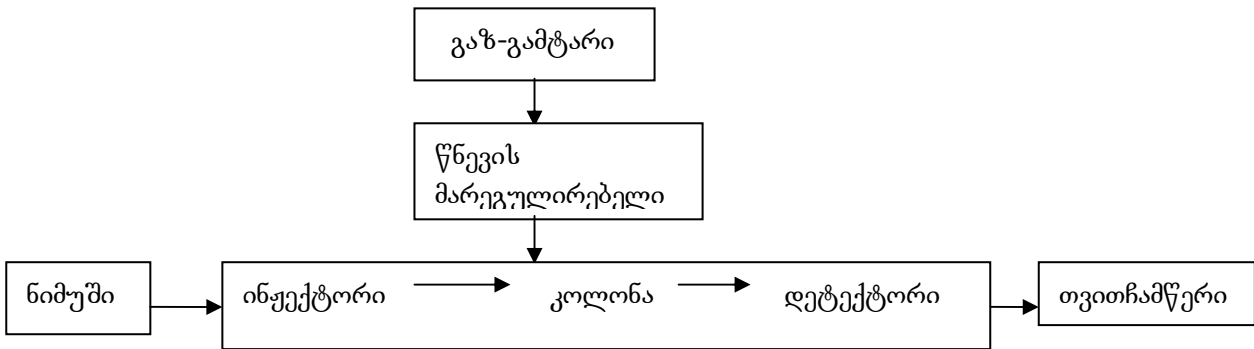 გაზ-გამტარი
წნევის
მარეგულირებელი
ნიმუში
ინჟექტორი
კოლონა
დეტექტორი
თვითჩამწერი